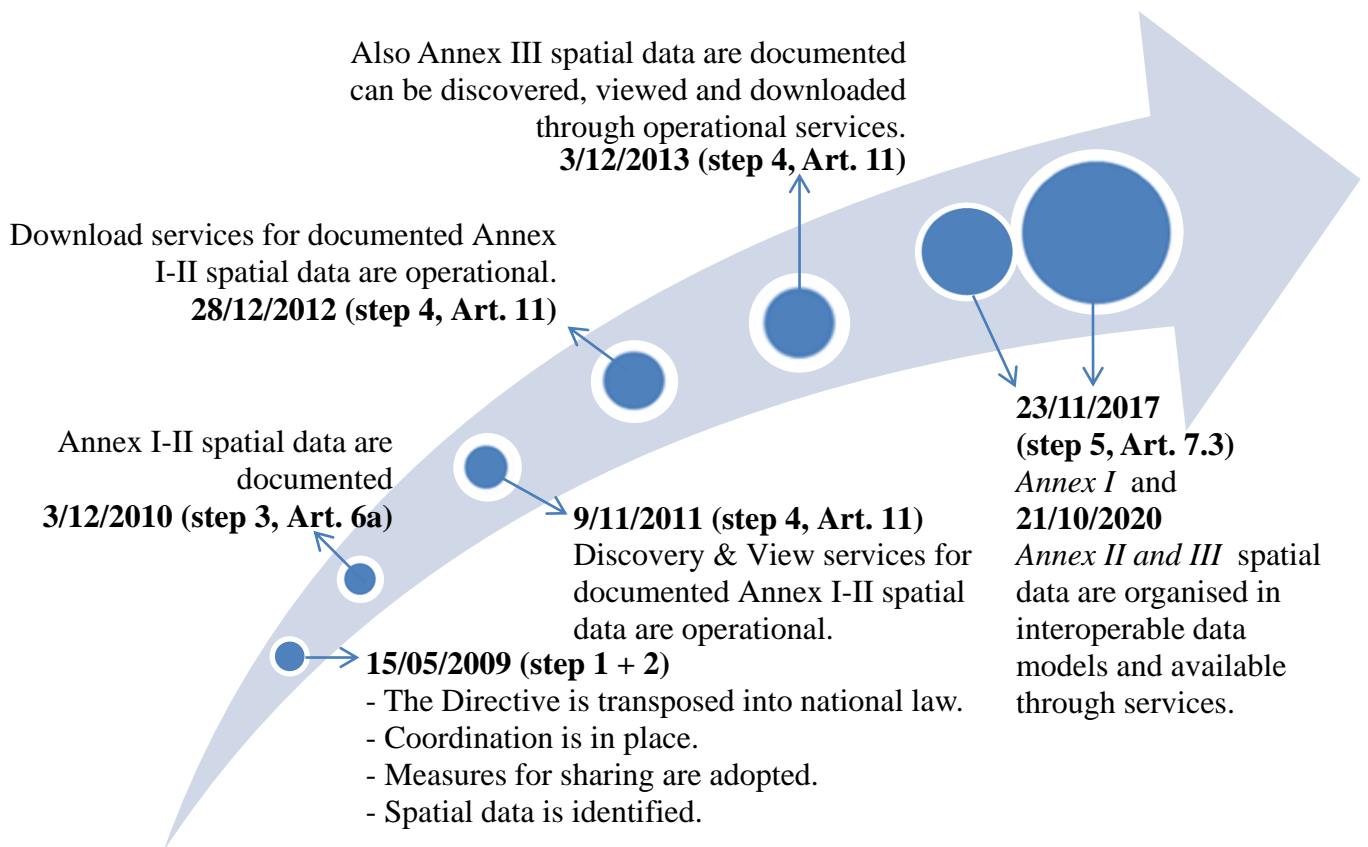 Also Annex III spatial data are documented
can be discovered, viewed and downloaded
through operational services.
3/12/2013 (step 4, Art. 11)
Download services for documented Annex
I-II spatial data are operational.
28/12/2012 (step 4, Art. 11)
Annex I-II spatial data are
documented
3/12/2010 (step 3, Art. 6a)
9/11/2011 (step 4, Art. 11)
Discovery & View services for
documented Annex I-II spatial
data are operational.
15/05/2009 (step 1 + 2)
- The Directive is transposed into national law.
- Coordination is in place.
- Measures for sharing are adopted.
- Spatial data is identified.
23/11/2017
(step 5, Art. 7.3)
Annex I and
21/10/2020
Annex II and III spatial
data are organised in
interoperable data
models and available
through services.